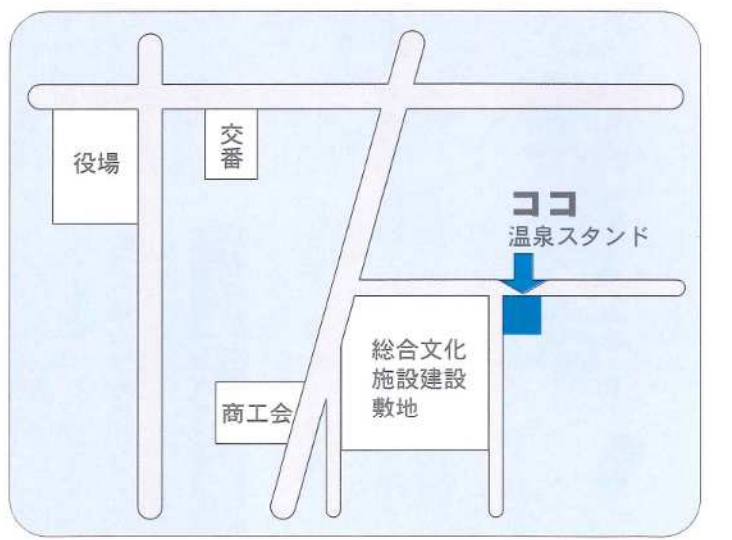 役場
交番
ココ
温泉スタンド
総合文化
施設建設
敷地
商工会